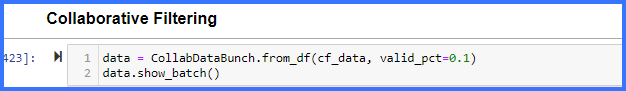 Collaborative Filtering
423]:
1 data = CollabDataBunch.from_df(cf_data, valid_pct=0.1)
2 data.show_batch()